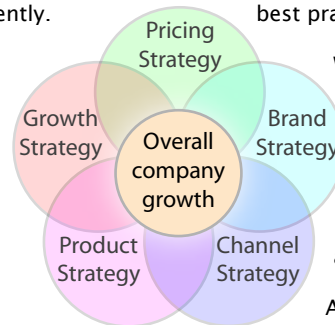 ently.
best pra
Pricing
Strategy
Growth
Strategy
Overall
company
growth
Brand
Strategy
Product
Strategy
Channel
Strategy
A